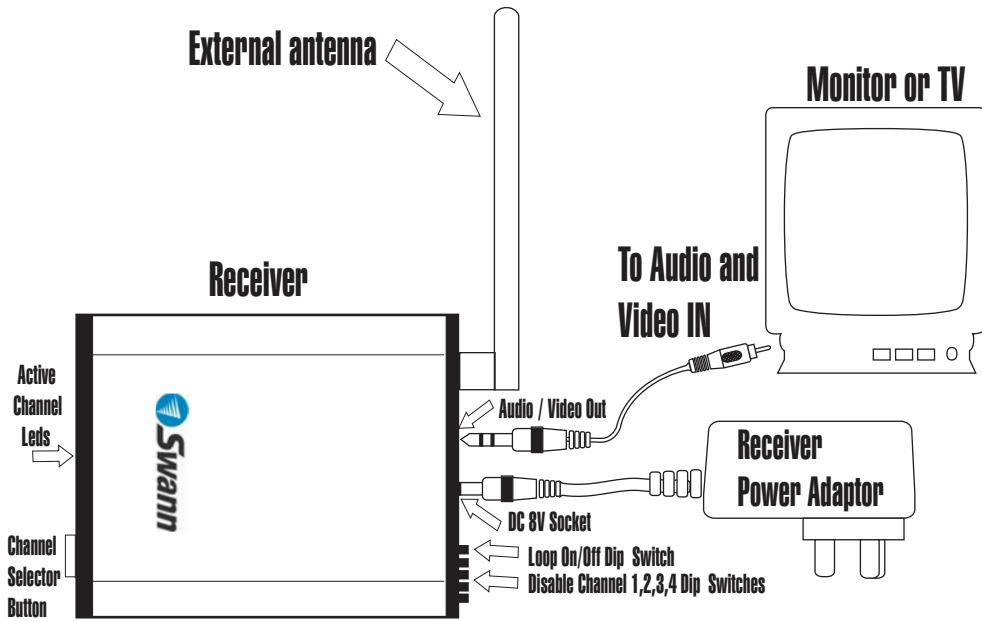 External antenna
Monitor or TV
To Audio and
Video IN
Receiver
Active
Channel
Leds
Audio / Video Out
Swann
Receiver
Power Adaptor
DC 8V Socket
Channel
Selector
Button
Loop On/Off Dip Switch
Disable Channel 1,2,3,4 Dip Switches